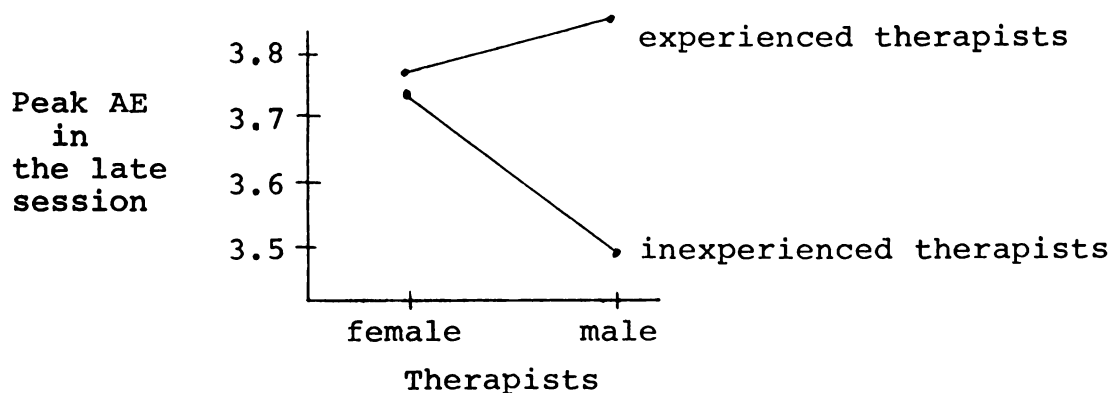 3.8
experienced therapists
Peak AE
in
the late
session
3.7
3.6
3.5
inexperienced therapists
female male
Therapists